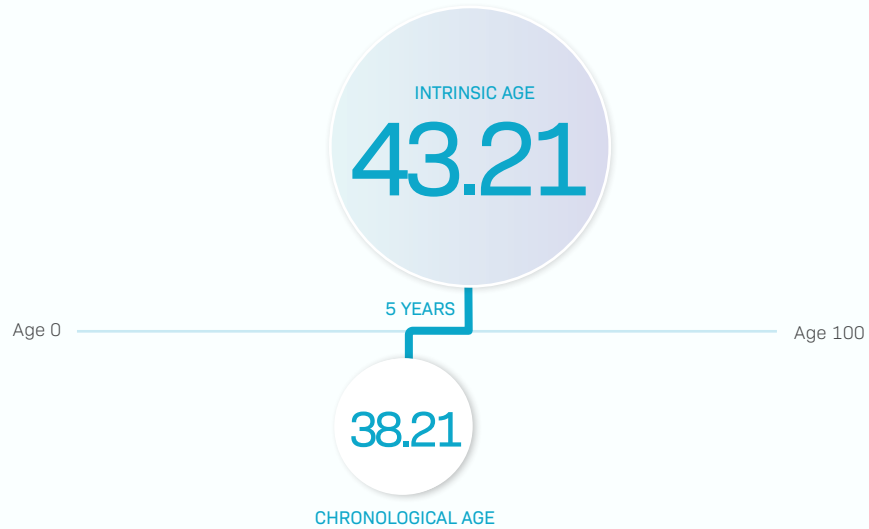 INTRINSIC AGE
43.21
5 YEARS
Age 0
Age 100
38.21
CHRONOLOGICAL AGE